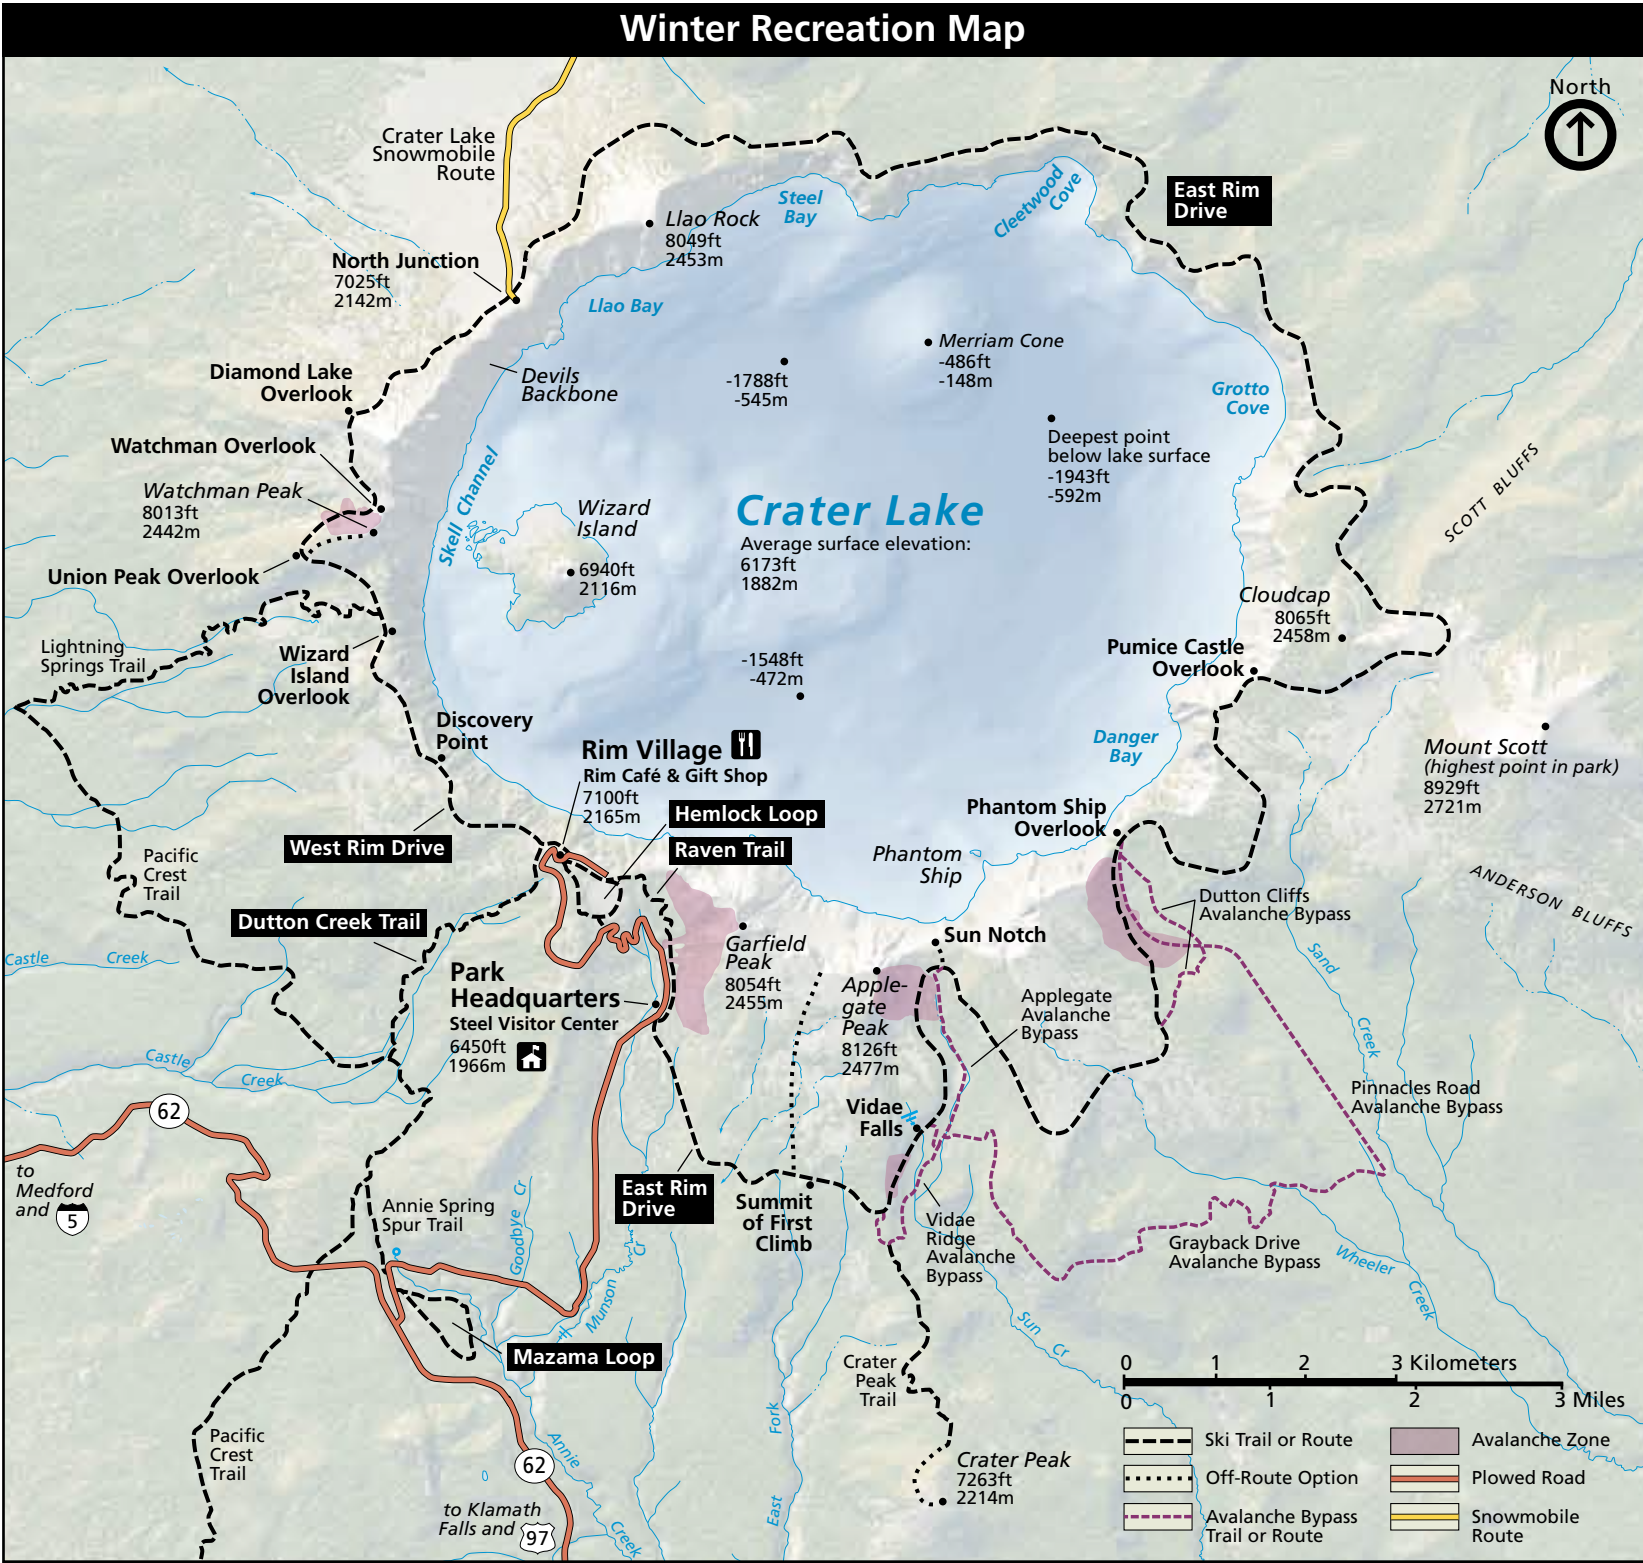 Winter Recreation Map
North
Crater Lake
Snowmobile
Route
East Rim
Drive
Steel
Bay
Cleetwood
Cove
Llao Rock
8049ft
2453m
North Junction
7025ft
2142m
Llao Bay
Merriam Cone
-486ft
-148m
Diamond Lake
Overlook
Devils
Backbone
-1788ft
-545m
Grotto
Cove
Watchman Overlook
Deepest point
below lake surface
-1943ft
-592m
Watchman Peak
8013ft
2442m
Skell Channel
Wizard
Island
6940ft
2116m
Crater Lake
Average surface elevation:
6173ft
1882m
SCOTT BLUFFS
Union Peak Overlook
Cloudcap
8065ft
2458m
Lightning
Springs Trail
Wizard
Island
Overlook
-1548ft
-472m
Pumice Castle
Overlook
Discovery
Point
Rim Village
Rim Café & Gift Shop
7100ft
2165m
Danger
Bay
Mount Scott
(highest point in park)
8929ft
2721m
Hemlock Loop
Raven Trail
West Rim Drive
Phantom Ship
Overlook
Phantom
Ship
Pacific
Crest
Trail
ANDERSON BLUFFS
Dutton Cliffs
Avalanche Bypass
Dutton Creek Trail
Sun Notch
Garfield
Peak
8054ft
2455m
Castle Creek
Park
Headquarters
Steel Visitor Center
6450ft
1966m
Apple-
gate
Peak
8126ft
2477m
Applegate
Avalanche
Bypass
Sand
Creek
Castle
Creek
Pinnacles Road
Avalanche Bypass
62
Vidae
Falls
to
Medford
and
5
Annie Spring
Spur Trail
Goodbye Cr
East Rim
Drive
Summit
of First
Climb
Vidae
Ridge
Avalanche
Bypass
Grayback Drive
Avalanche Bypass
Munson
Cr
Wheeler
Creek
Sun Cr
Mazama Loop
Crater
Peak
Trail
0 1 2 3 Kilometers
0 1 2 3 Miles
Pacific
Crest
Trail
Annie
Creek
East
Fork
62
to Klamath
Falls and
97
Crater Peak
7263ft
2214m
Ski Trail or Route
Off-Route Option
Avalanche Bypass
Trail or Route
Avalanche Zone
Plowed Road
Snowmobile
Route